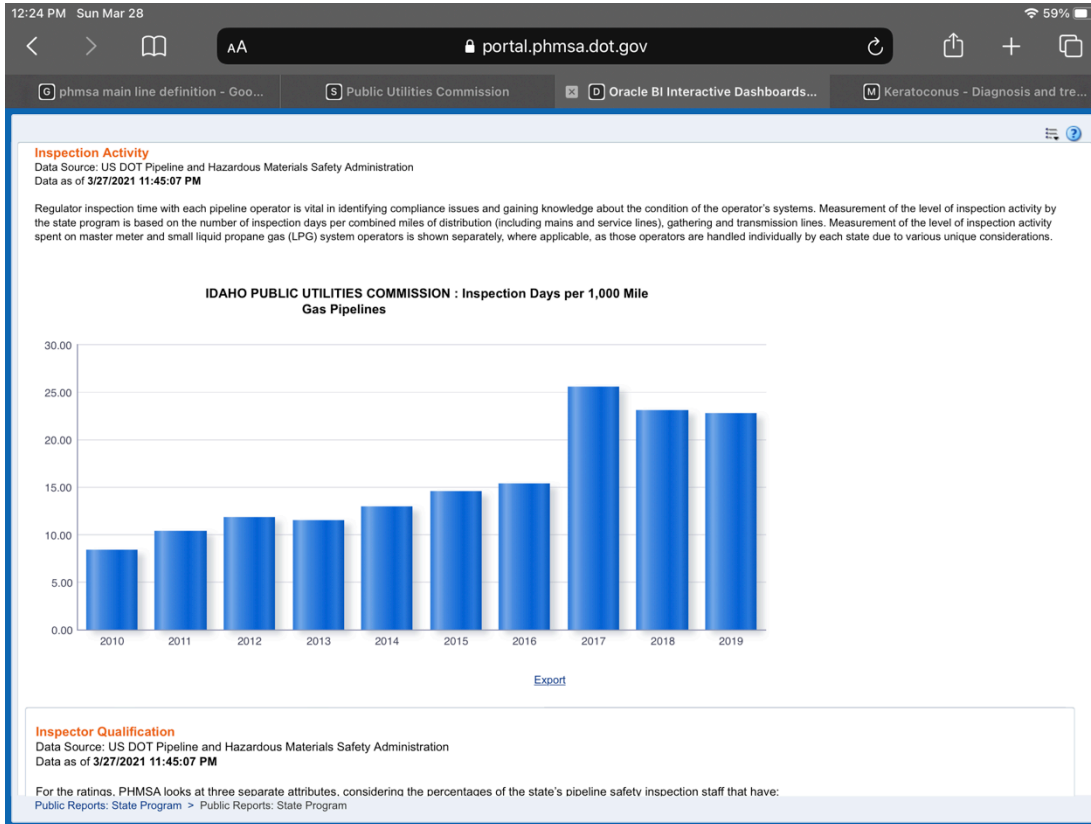 12:24 PM Sun Mar 28
59%
AA
portal.phmsa.dot.gov
G phmsa main line definition - Goo...
S Public Utilities Commission
D Oracle BI Interactive Dashboards...
M Keratoconus - Diagnosis and tre...
?
Inspection Activity
Data Source: US DOT Pipeline and Hazardous Materials Safety Administration
Data as of 3/27/2021 11:45:07 PM
Regulator inspection time with each pipeline operator is vital in identifying compliance issues and gaining knowledge about the condition of the operator's systems. Measurement of the level of inspection activity by
the state program is based on the number of inspection days per combined miles of distribution (including mains and service lines), gathering and transmission lines. Measurement of the level of inspection activity
spent on master meter and small liquid propane gas (LPG) system operators is shown separately, where applicable, as those operators are handled individually by each state due to various unique considerations.
IDAHO PUBLIC UTILITIES COMMISSION : Inspection Days per 1,000 Mile
Gas Pipelines
30.00
25.00
20.00
15.00
10.00
5.00
0.00
2010 2011 2012 2013 2014 2015 2016 2017 2018 2019
Export
Inspector Qualification
Data Source: US DOT Pipeline and Hazardous Materials Safety Administration
Data as of 3/27/2021 11:45:07 PM
For the ratings, PHMSA looks at three separate attributes, considering the percentages of the state's pipeline safety inspection staff that have:
Public Reports: State Program > Public Reports: State Program